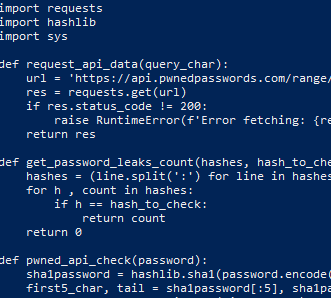 import requests
import hashlib
import sys
def request_api_data(query_char):
url = 'https://api.pwnedpasswords.com/range/
res = requests.get(url)
if res.status_code != 200:
raise RuntimeError(f'Error fetching: {re
return res
def get_password_leaks_count(hashes, hash_to_che
hashes = (line.split(':') for line in hashes
for h , count in hashes:
if h == hash_to_check:
return count
return 0
def pwned_api_check(password):
sha1password = hashlib.sha1(password.encode(
first5_char, tail = sha1password[:5], sha1pa